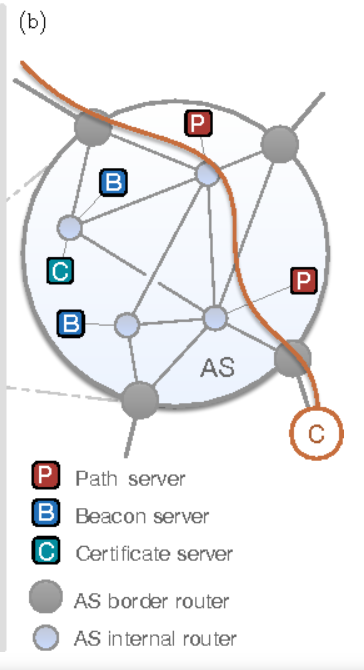 (b)
P
B
C
P
B
AS
C
P Path server
B Beacon server
C Certificate server
AS border router
AS internal router